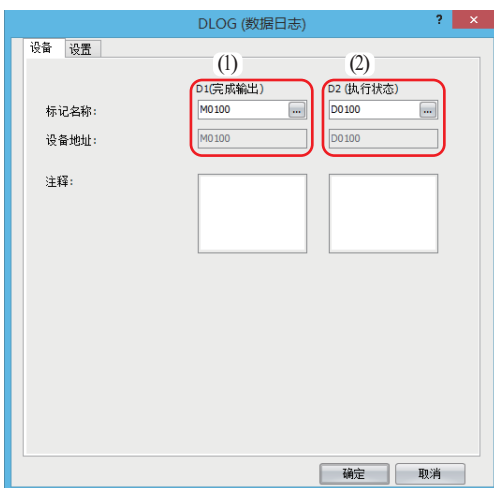 DLOG (数据日志)
? ×
设备 设置
(1) (2)
D1(完成输出) D2 (执行状态)
标记名称: M0100 ... D0100 ...
设备地址: M0100 D0100
注释:
确定 取消